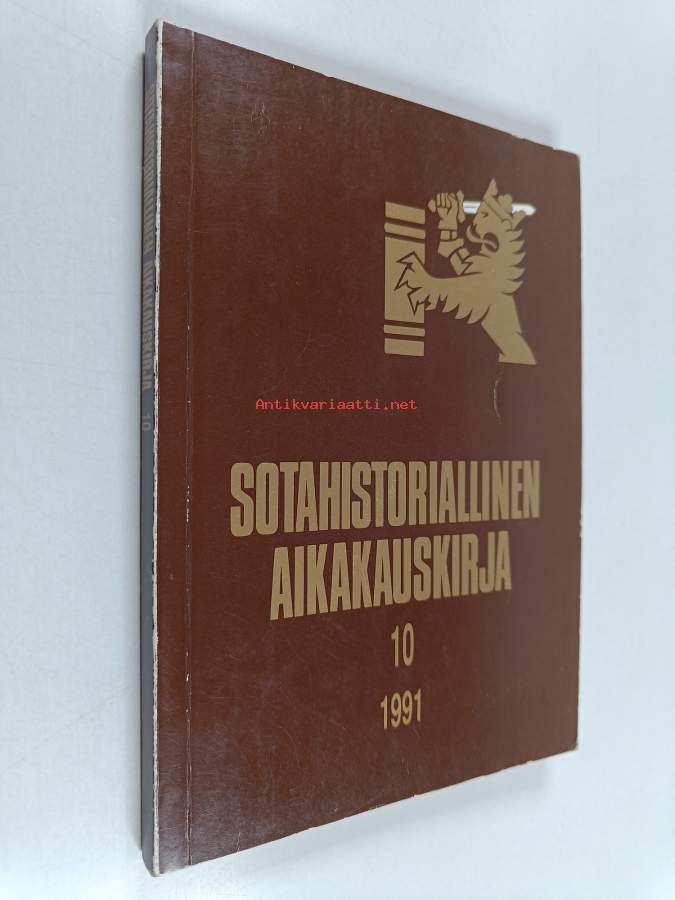 SOTAHISTORIALLINEN AIKAKAUSKIRJA 10
Antikvariaatti.net
SOTAHISTORIALLINEN
AIKAKAUSKIRJA
10
1991